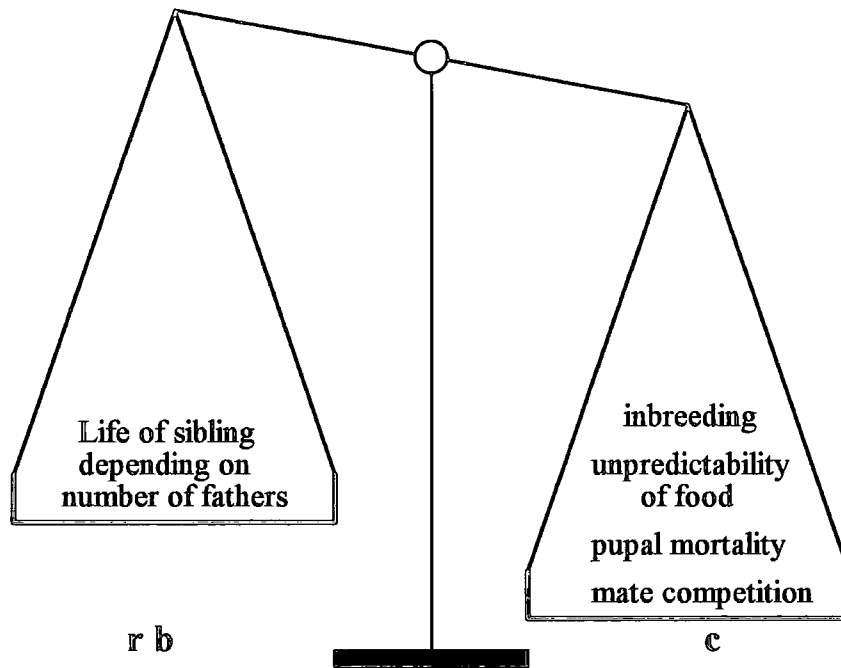 Life of sibling
depending on
number of fathers
inbreeding
unpredictability
of food
pupal mortality
mate competition
r b
c